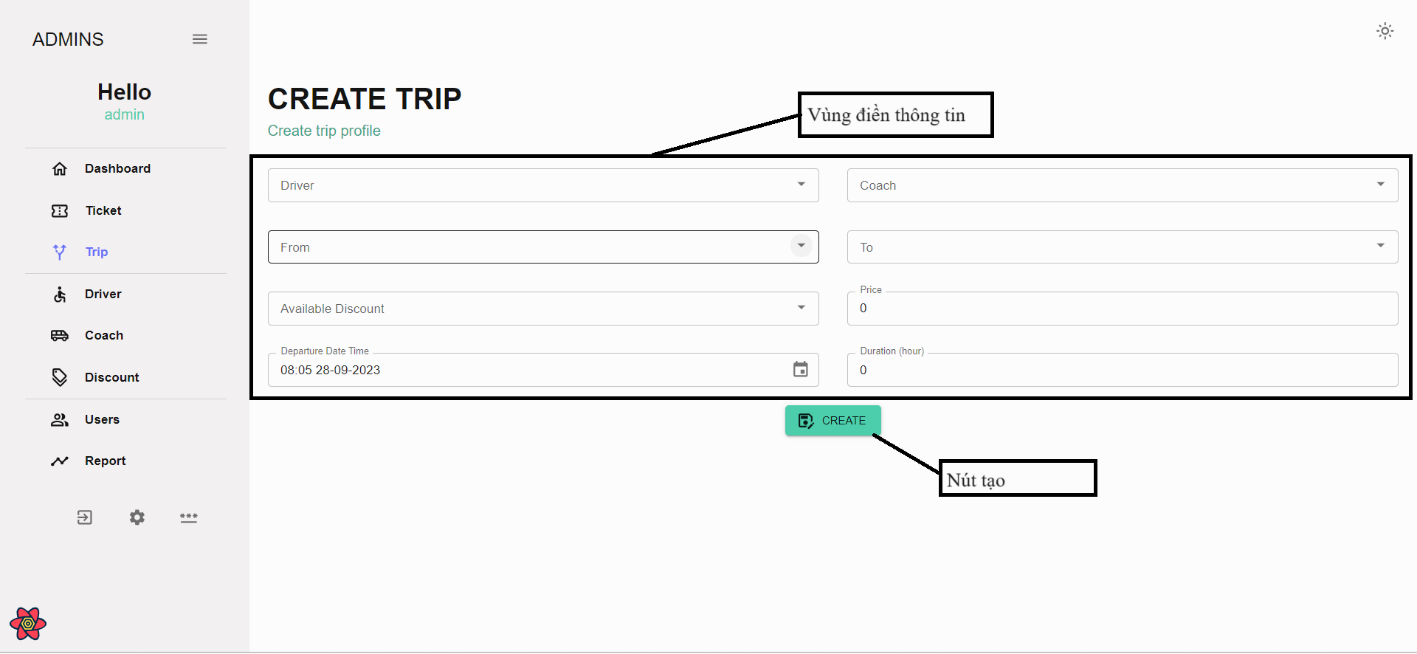 ADMINS
Hello
admin
Dashboard
Ticket
Trip
Driver
Coach
Discount
Users
Report
CREATE TRIP
Create trip profile
Vùng điền thông tin
Driver
Coach
From
To
Available Discount
Price
0
Departure Date Time
08:05 28-09-2023
Duration (hour)
0
CREATE
Nút tạo